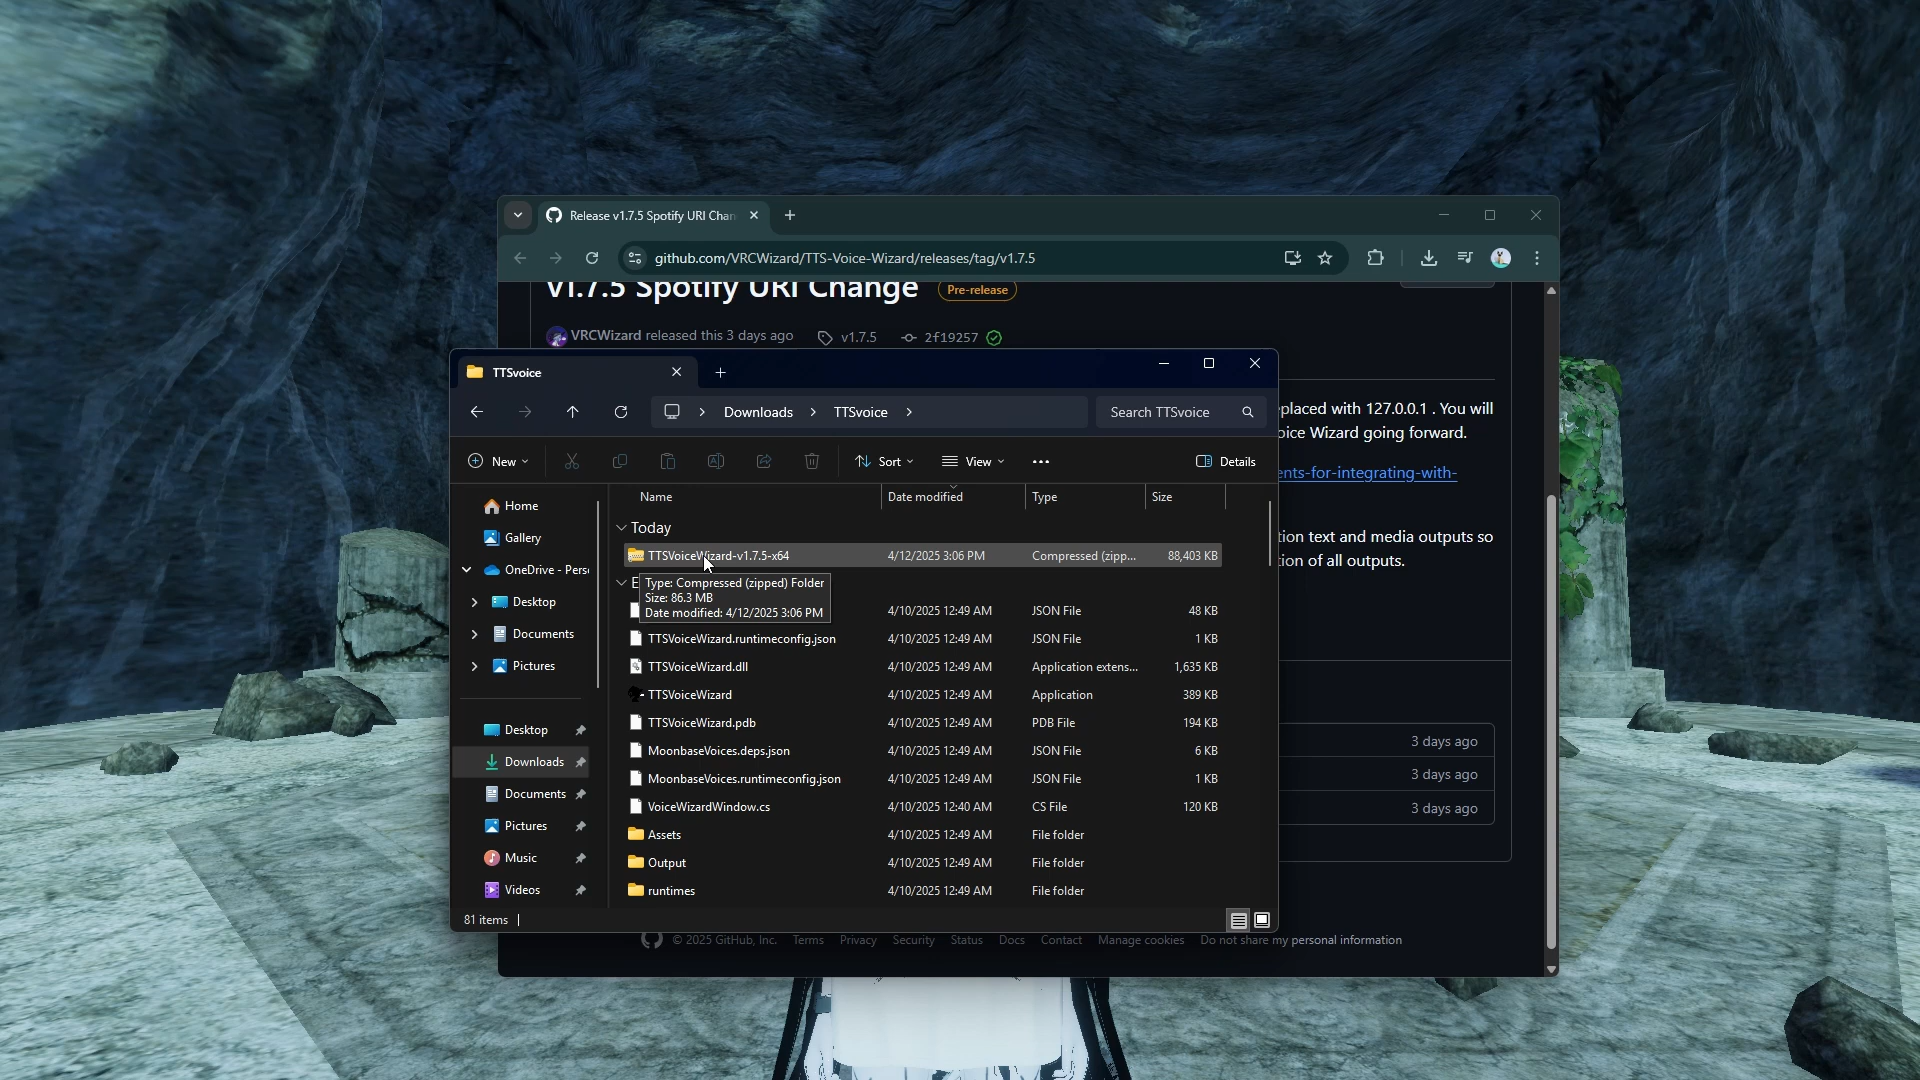 Release v1.7.5 Spotify URI Chan
github.com/VRCWizard/TTS-Voice-Wizard/releases/tag/v1.7.5
v1.7.5 Spotify URI Change
Pre-release
VRCWizard released this 3 days ago
v1.7.5
2f19257
TTSvoice
Downloads
TTSvoice
Search TTSvoice
placed with 127.0.0.1 . You will
oice Wizard going forward.
New
Sort
View
Details
ents-for-integrating-with-
Name
Date modified
Type
Size
Home
Gallery
OneDrive - Pers
Desktop
Documents
Pictures
Desktop
Downloads
Documents
Pictures
Music
Videos
Today
TTSVoiceWizard-v1.7.5-x64 4/12/2025 3:06 PM Compressed (zipp... 88,403 KB
E
Type: Compressed (zipped) Folder
Size: 86.3 MB
Date modified: 4/12/2025 3:06 PM
4/10/2025 12:49 AM JSON File 48 KB
TTSVoiceWizard.runtimeconfig.json 4/10/2025 12:49 AM JSON File 1 KB
TTSVoiceWizard.dll 4/10/2025 12:49 AM Application extens... 1,635 KB
TTSVoiceWizard 4/10/2025 12:49 AM Application 389 KB
TTSVoiceWizard.pdb 4/10/2025 12:49 AM PDB File 194 KB
MoonbaseVoices.deps.json 4/10/2025 12:49 AM JSON File 6 KB
MoonbaseVoices.runtimeconfig.json 4/10/2025 12:49 AM JSON File 1 KB
VoiceWizardWindow.cs 4/10/2025 12:40 AM CS File 120 KB
Assets 4/10/2025 12:49 AM File folder
Output 4/10/2025 12:49 AM File folder
runtimes 4/10/2025 12:49 AM File folder
81 items
tion text and media outputs so
ion of all outputs.
3 days ago
3 days ago
3 days ago
© 2025 GitHub, Inc. Terms Privacy Security Status Docs Contact Manage cookies Do not share my personal information